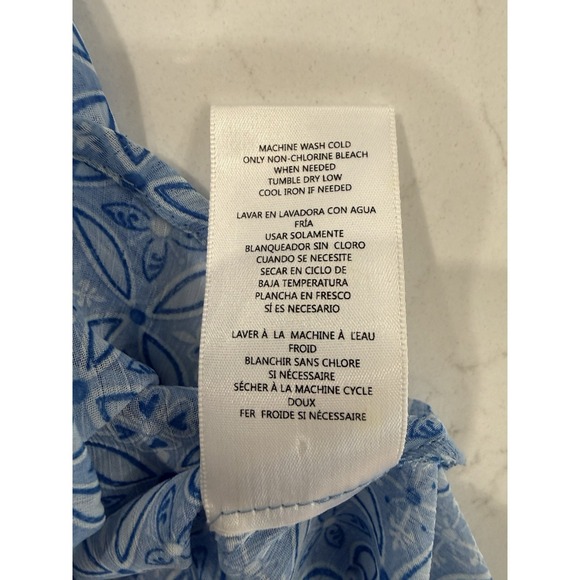 MACHINE WASH COLD
ONLY NON-CHLORINE BLEACH
WHEN NEEDED
TUMBLE DRY LOW
COOL IRON IF NEEDED
LAVAR EN LAVADORA CON AGUA
FRÍA
USAR SOLAMENTE
BLANQUEADOR SIN CLORO
CUANDO SE NECESITE
SECAR EN CICLO DE
BAJA TEMPERATURA
PLANCHA EN FRESCO
SÍ ES NECESARIO
LAVER À LA MACHINE À L'EAU
FROID
BLANCHIR SANS CHLORE
SI NÉCESSAIRE
SÉCHER À LA MACHINE CYCLE
DOUX
FER FROIDE SI NÉCESSAIRE